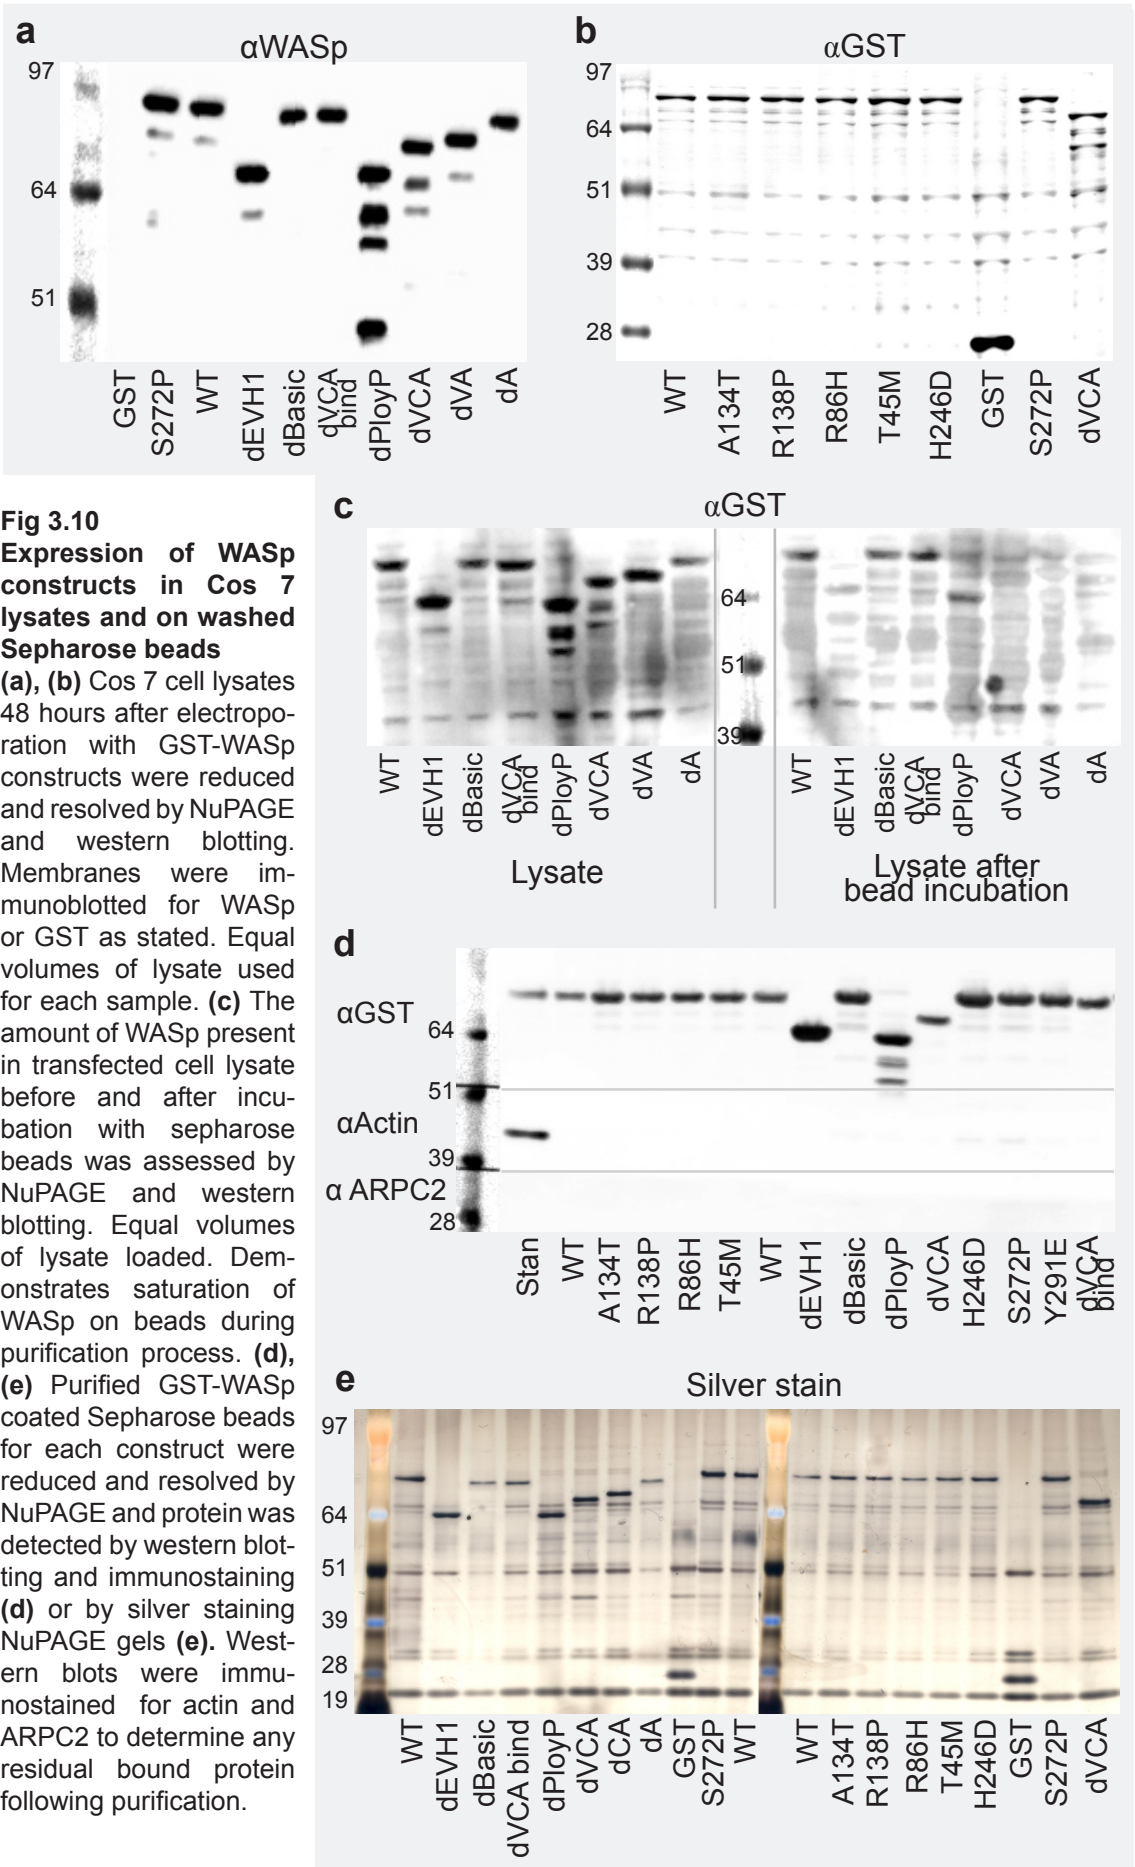 a
αWASp
97
64
51
GST
S272P
WT
dEVH1
dBasic
dVCA
bind
dPloyP
dVCA
dVA
dA
b
αGST
97
64
51
39
28
WT
A134T
R138P
R86H
T45M
H246D
GST
S272P
dVCA
Fig 3.10
Expression of WASp
constructs in Cos 7
lysates and on washed
Sepharose beads
(a), (b) Cos 7 cell lysates
48 hours after electropo-
ration with GST-WASp
constructs were reduced
and resolved by NuPAGE
and western blotting.
Membranes were im-
munoblotted for WASp
or GST as stated. Equal
volumes of lysate used
for each sample. (c) The
amount of WASp present
in transfected cell lysate
before and after incu-
bation with sepharose
beads was assessed by
NuPAGE and western
blotting. Equal volumes
of lysate loaded. Dem-
onstrates saturation of
WASp on beads during
purification process. (d),
(e) Purified GST-WASp
coated Sepharose beads
for each construct were
reduced and resolved by
NuPAGE and protein was
detected by western blot-
ting and immunostaining
(d) or by silver staining
NuPAGE gels (e). West-
ern blots were immu-
nostained for actin and
ARPC2 to determine any
residual bound protein
following purification.
c
αGST
64
51
39
WT
dEVH1
dBasic
dVCA
bind
dPloyP
dVCA
dVA
dA
WT
dEVH1
dBasic
dVCA
bind
dPloyP
dVCA
dVA
dA
Lysate
Lysate after
bead incubation
d
αGST
64
51
αActin
39
α ARPC2
28
Stan
WT
A134T
R138P
R86H
T45M
WT
dEVH1
dBasic
dPloyP
dVCA
H246D
S272P
Y291E
dVCA
bind
e
Silver stain
97
64
51
39
28
19
WT
dEVH1
dBasic
dVCA bind
dPloyP
dVCA
dCA
dA
GST
S272P
WT
WT
A134T
R138P
R86H
T45M
H246D
GST
S272P
dVCA